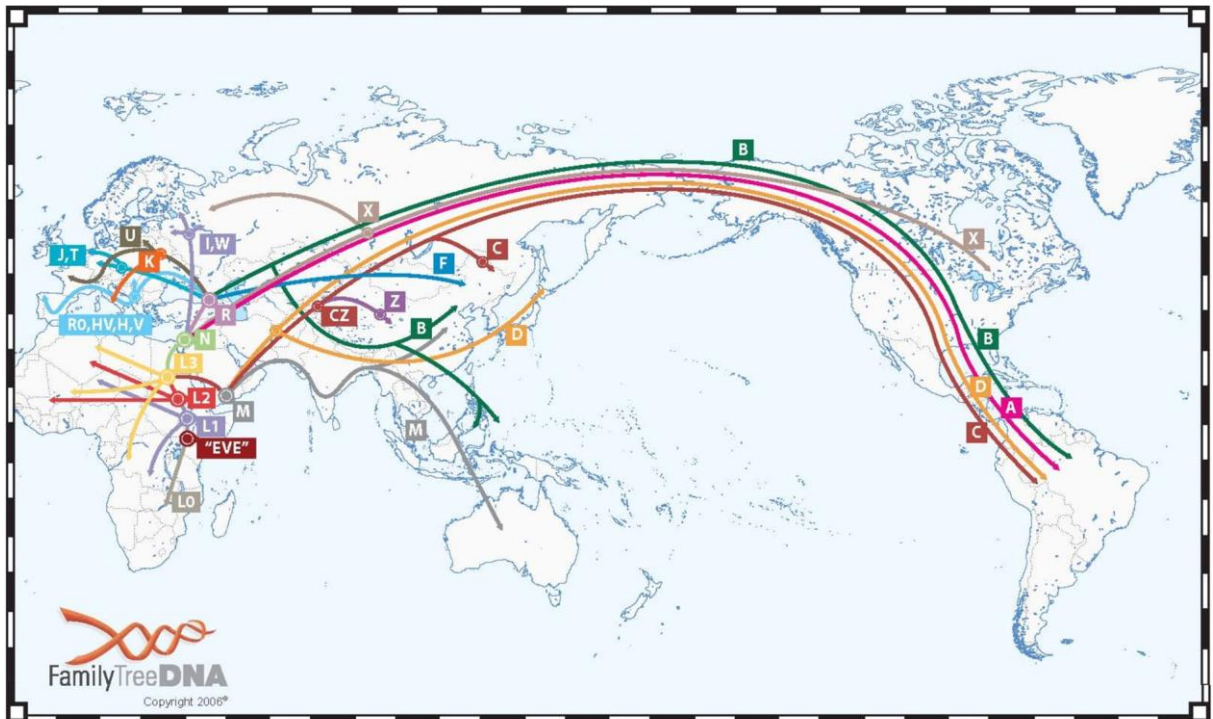 B
X
X
U
I,W
J,T
K
C
F
R
Z
R0,HV,H,V
CZ
B
N
D
B
L3
D
L2
M
A
L1
M
C
"EVE"
L0
FamilyTreeDNA
Copyright 2006®